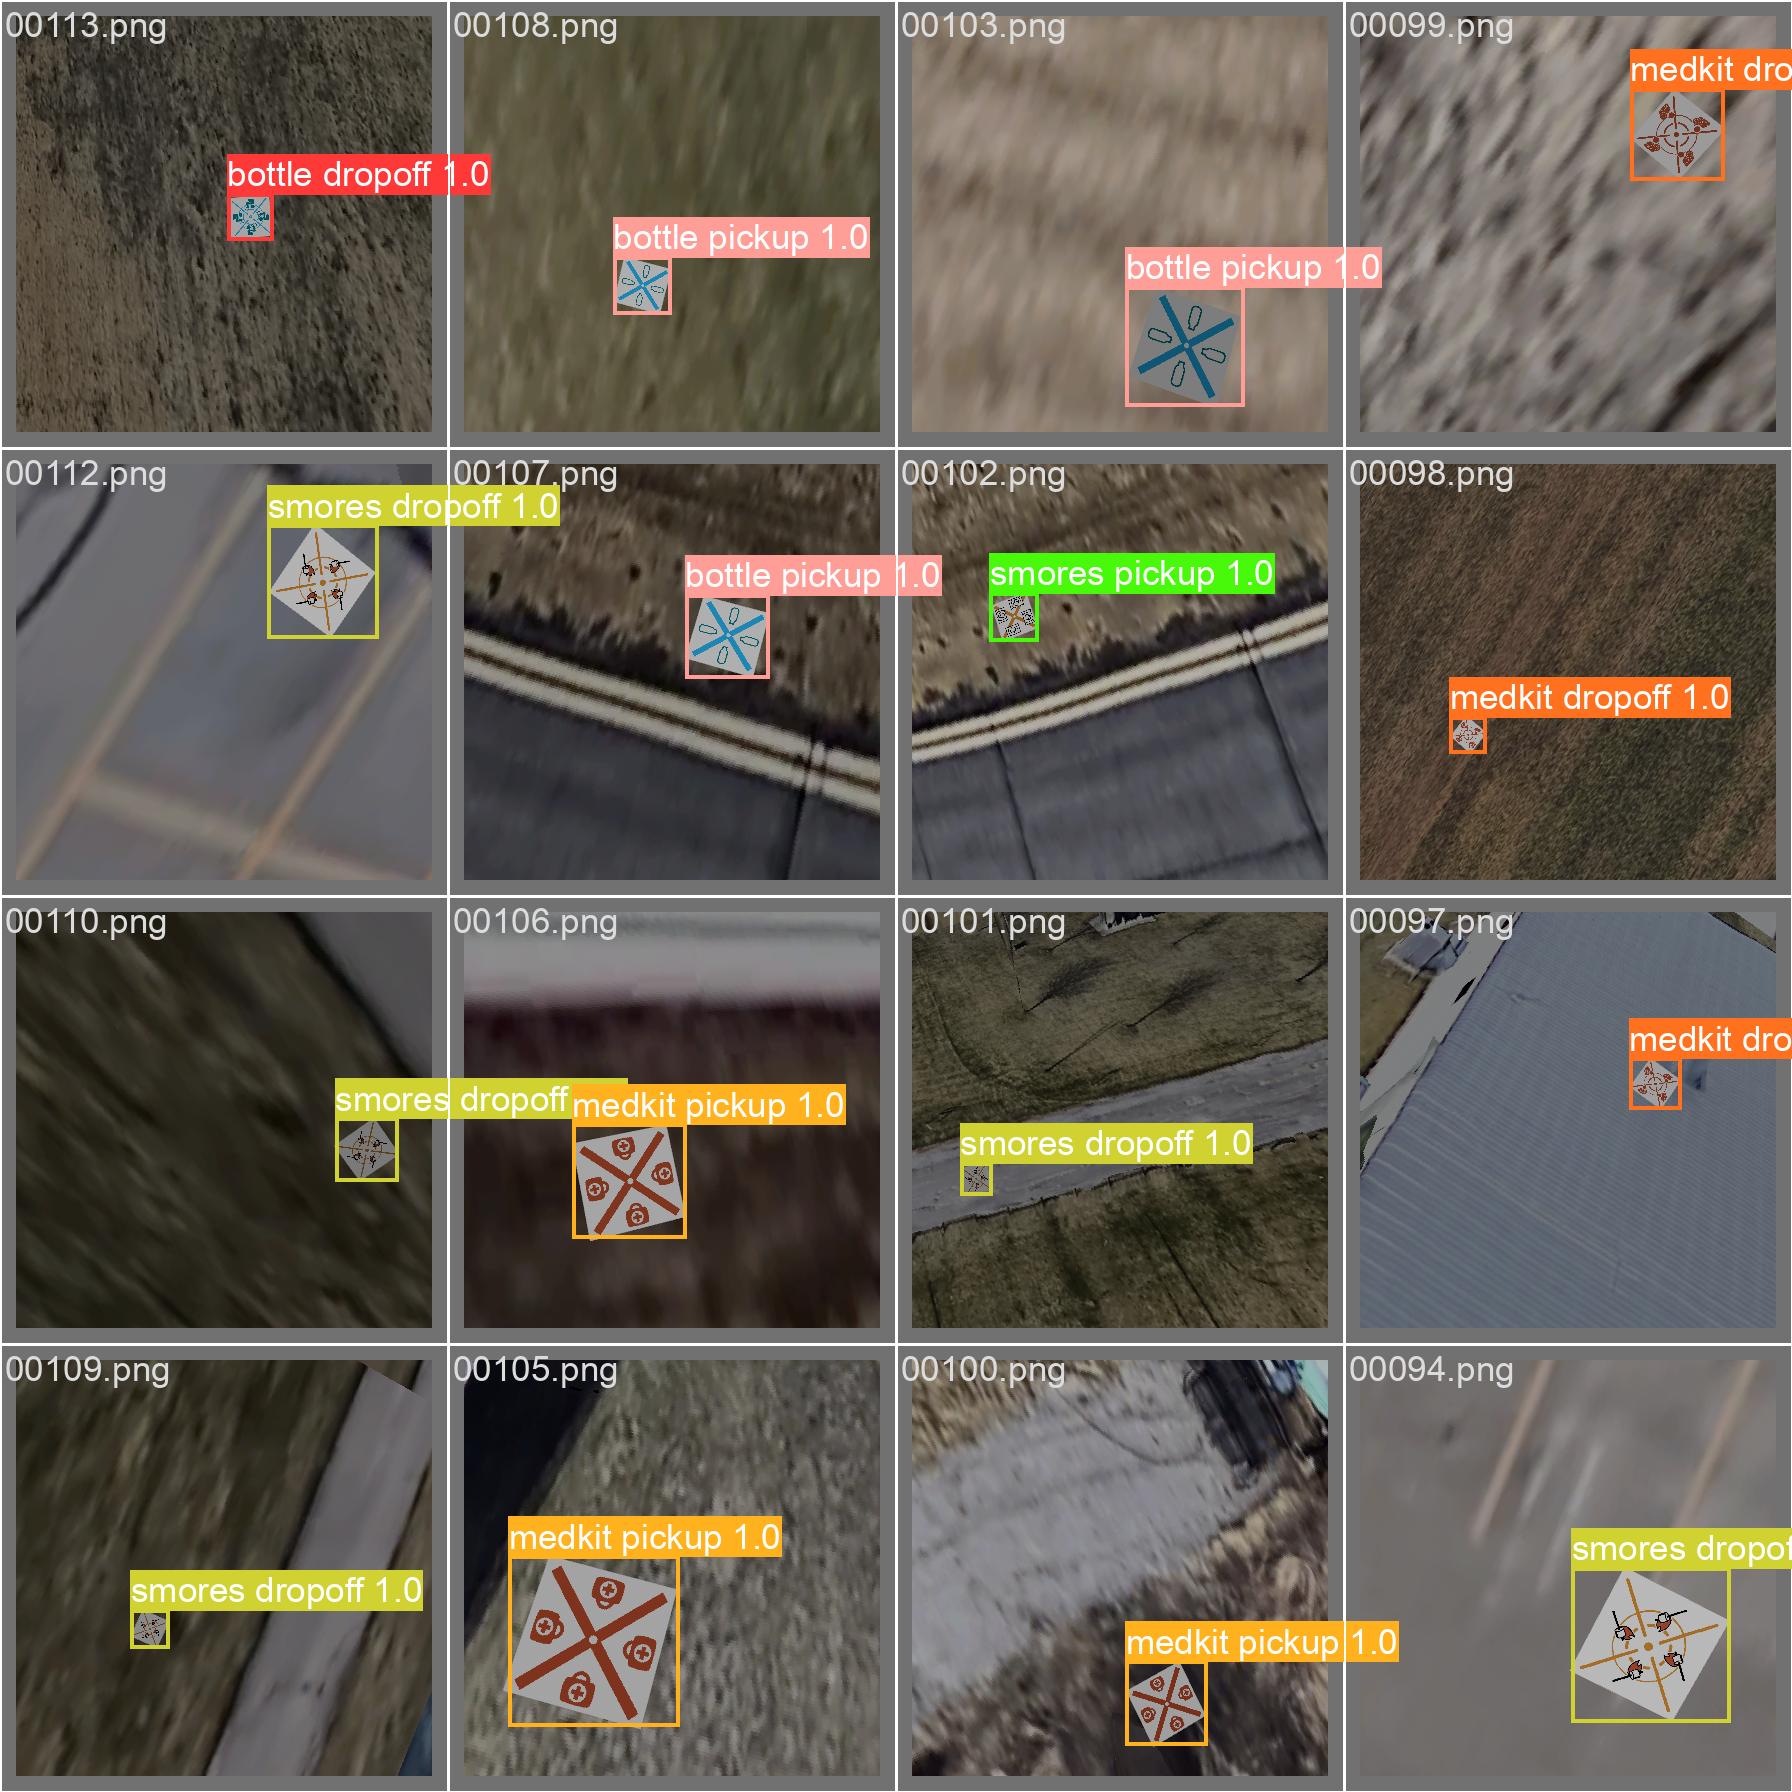 00113.png
bottle dropoff 1.0
00108.png
bottle pickup 1.0
00103.png
bottle pickup 1.0
00099.png
medkit dro
00112.png
smores dropoff 1.0
00107.png
bottle pickup 1.0
00102.png
smores pickup 1.0
00098.png
medkit dropoff 1.0
00110.png
smores dropoff
00106.png
medkit pickup 1.0
00101.png
smores dropoff 1.0
00097.png
medkit dro
00109.png
smores dropoff 1.0
00105.png
medkit pickup 1.0
00100.png
medkit pickup 1.0
00094.png
smores dropof